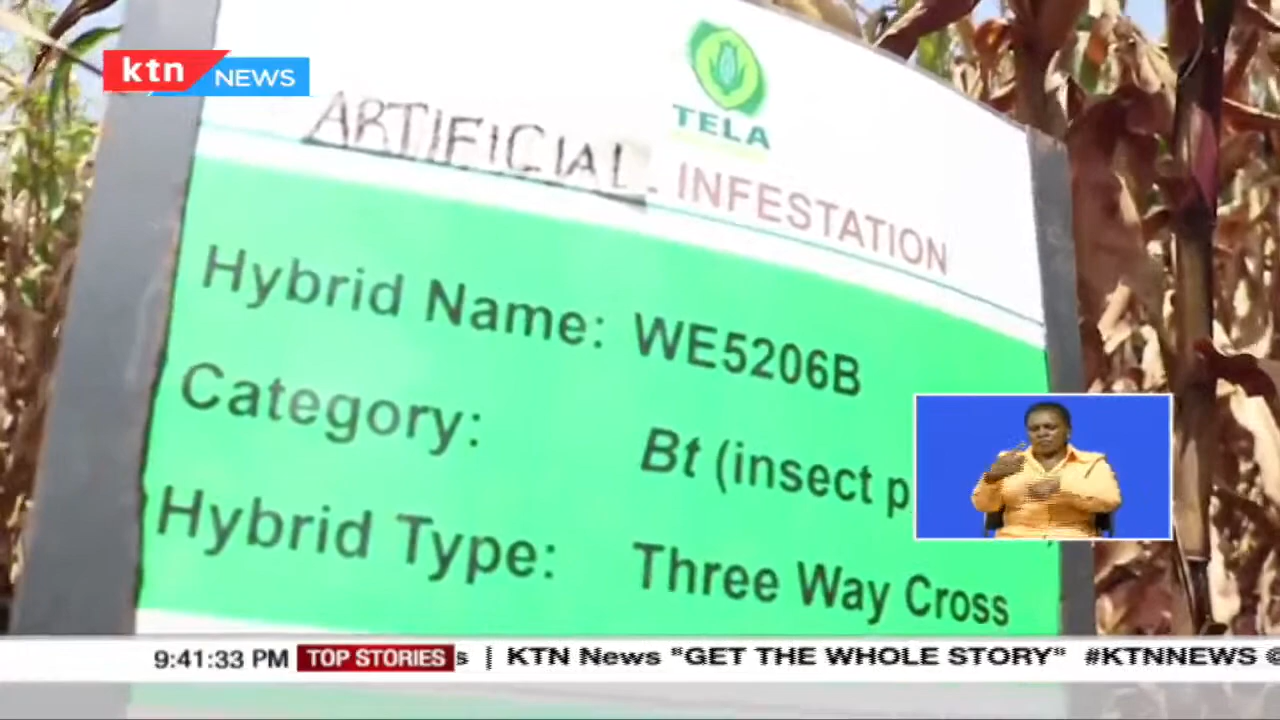 ktn NEWS
TELA
ARTIFICIAL. INFESTATION
Hybrid Name: WE5206B
Category: Bt (insect
Hybrid Type: Three Way Cross
9:41:33 PM TOP STORIES | KTN News "GET THE WHOLE STORY" #KTNNEWS